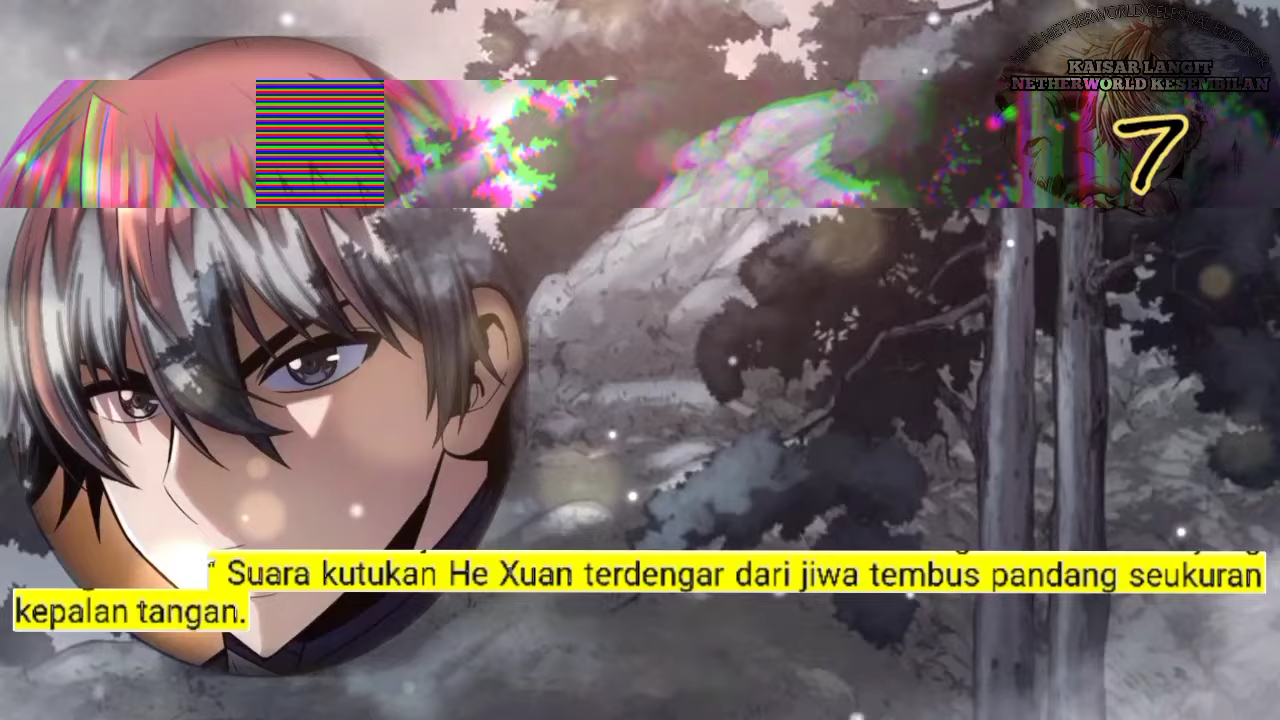 KAISAR LANGIT
NETHERWORLD KESEMBILAN
7
“ Suara kutukan He Xuan terdengar dari jiwa tembus pandang seukuran
kepalan tangan.